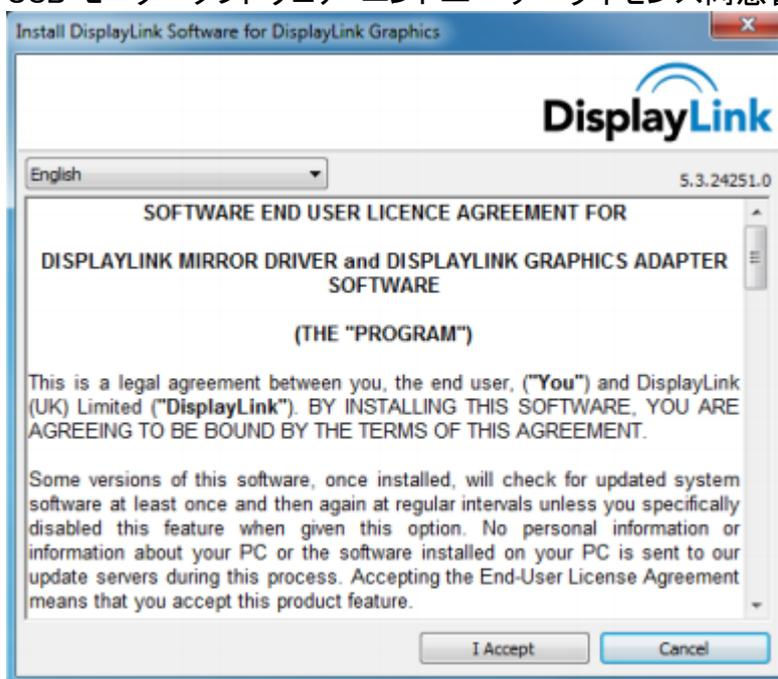 Install DisplayLink Software for DisplayLink Graphics
DisplayLink
English
5.3.24251.0
SOFTWARE END USER LICENCE AGREEMENT FOR
DISPLAYLINK MIRROR DRIVER and DISPLAYLINK GRAPHICS ADAPTER
SOFTWARE
(THE "PROGRAM")
This is a legal agreement between you, the end user, ("You") and DisplayLink
(UK) Limited ("DisplayLink"). BY INSTALLING THIS SOFTWARE, YOU ARE
AGREEING TO BE BOUND BY THE TERMS OF THIS AGREEMENT.
Some versions of this software, once installed, will check for updated system
software at least once and then again at regular intervals unless you specifically
disabled this feature when given this option. No personal information or
information about your PC or the software installed on your PC is sent to our
update servers during this process. Accepting the End-User License Agreement
means that you accept this product feature.
I Accept
Cancel